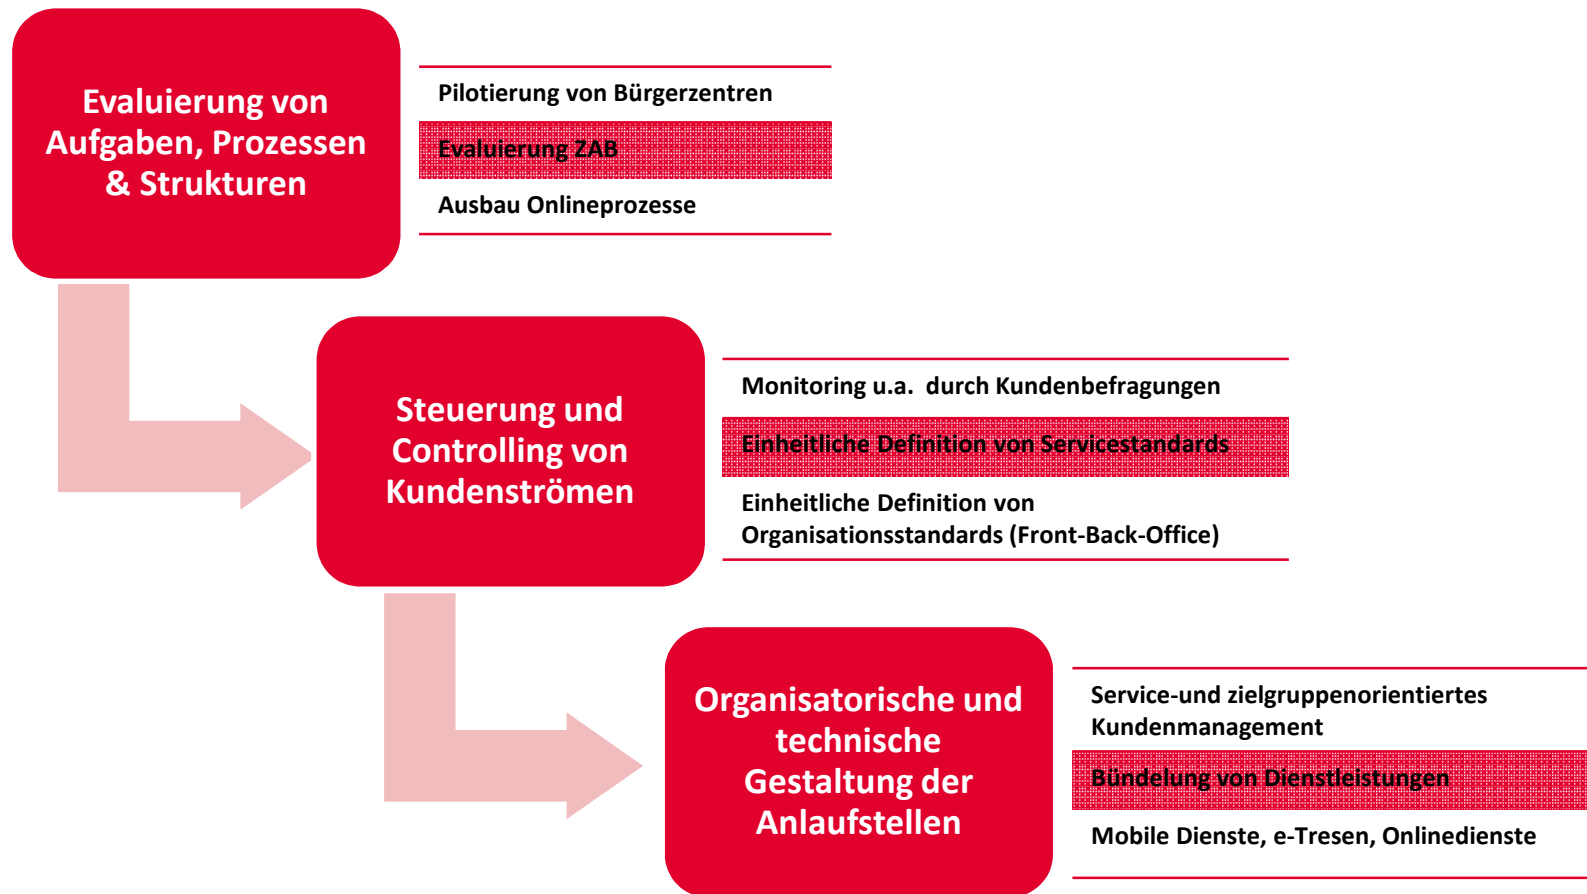 Evaluierung von
Aufgaben, Prozessen
& Strukturen
Pilotierung von Bürgerzentren
Evaluierung ZAB
Ausbau Onlineprozesse
Steuerung und
Controlling von
Kundenströmen
Monitoring u.a.  durch Kundenbefragungen
Einheitliche Definition von Servicestandards
Einheitliche Definition von
Organisationsstandards (Front-Back-Office)
Organisatorische und
technische
Gestaltung der
Anlaufstellen
Service-und zielgruppenorientiertes
Kundenmanagement
Bündelung von Dienstleistungen
Mobile Dienste, e-Tresen, Onlinedienste